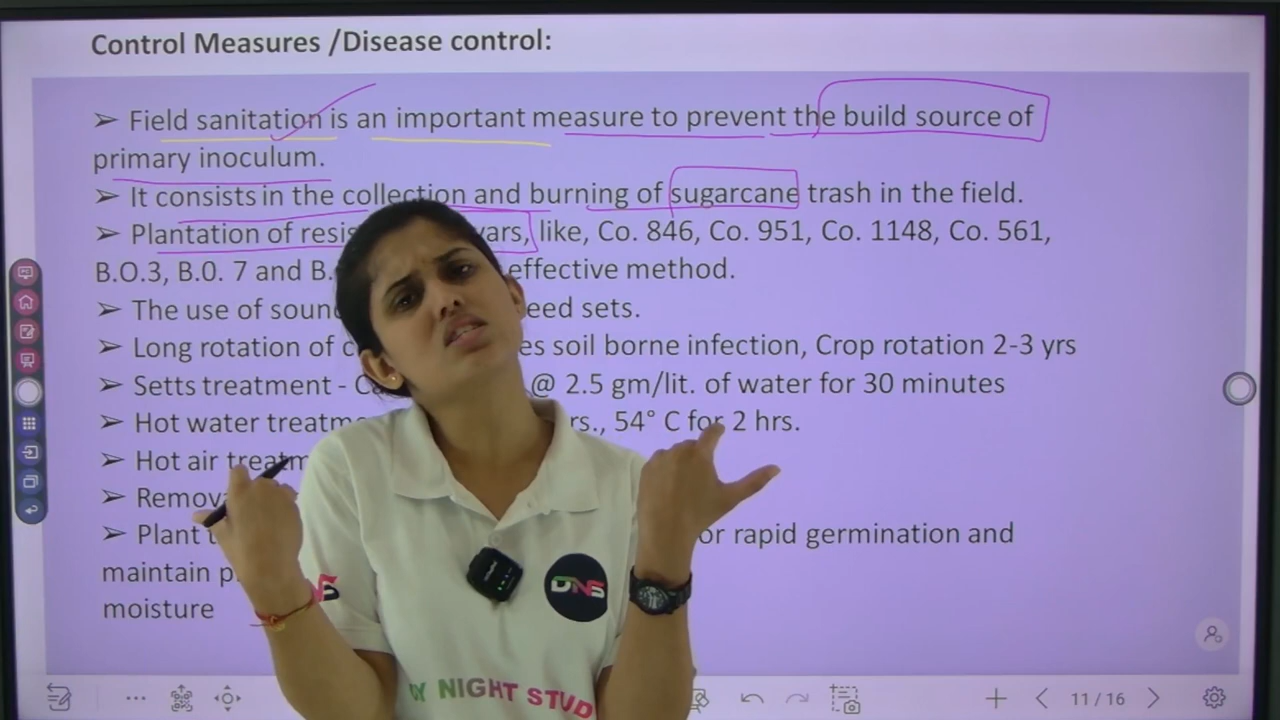 Control Measures /Disease control:
➢ Field sanitation is an important measure to prevent the build source of
primary inoculum.
➢ It consists in the collection and burning of sugarcane trash in the field.
➢ Plantation of resis vars, like, Co. 846, Co. 951, Co. 1148, Co. 561,
B.O.3, B.0. 7 and B. effective method.
➢ The use of soun eed sets.
➢ Long rotation of c es soil borne infection, Crop rotation 2-3 yrs
➢ Setts treatment - Ca @ 2.5 gm/lit. of water for 30 minutes
➢ Hot water treatme rs., 54° C for 2 hrs.
➢ Hot air treatm
➢ Remov
➢ Plant t or rapid germination and
maintain p
moisture
DNS
S
Y NIGHT STUD
11 / 16